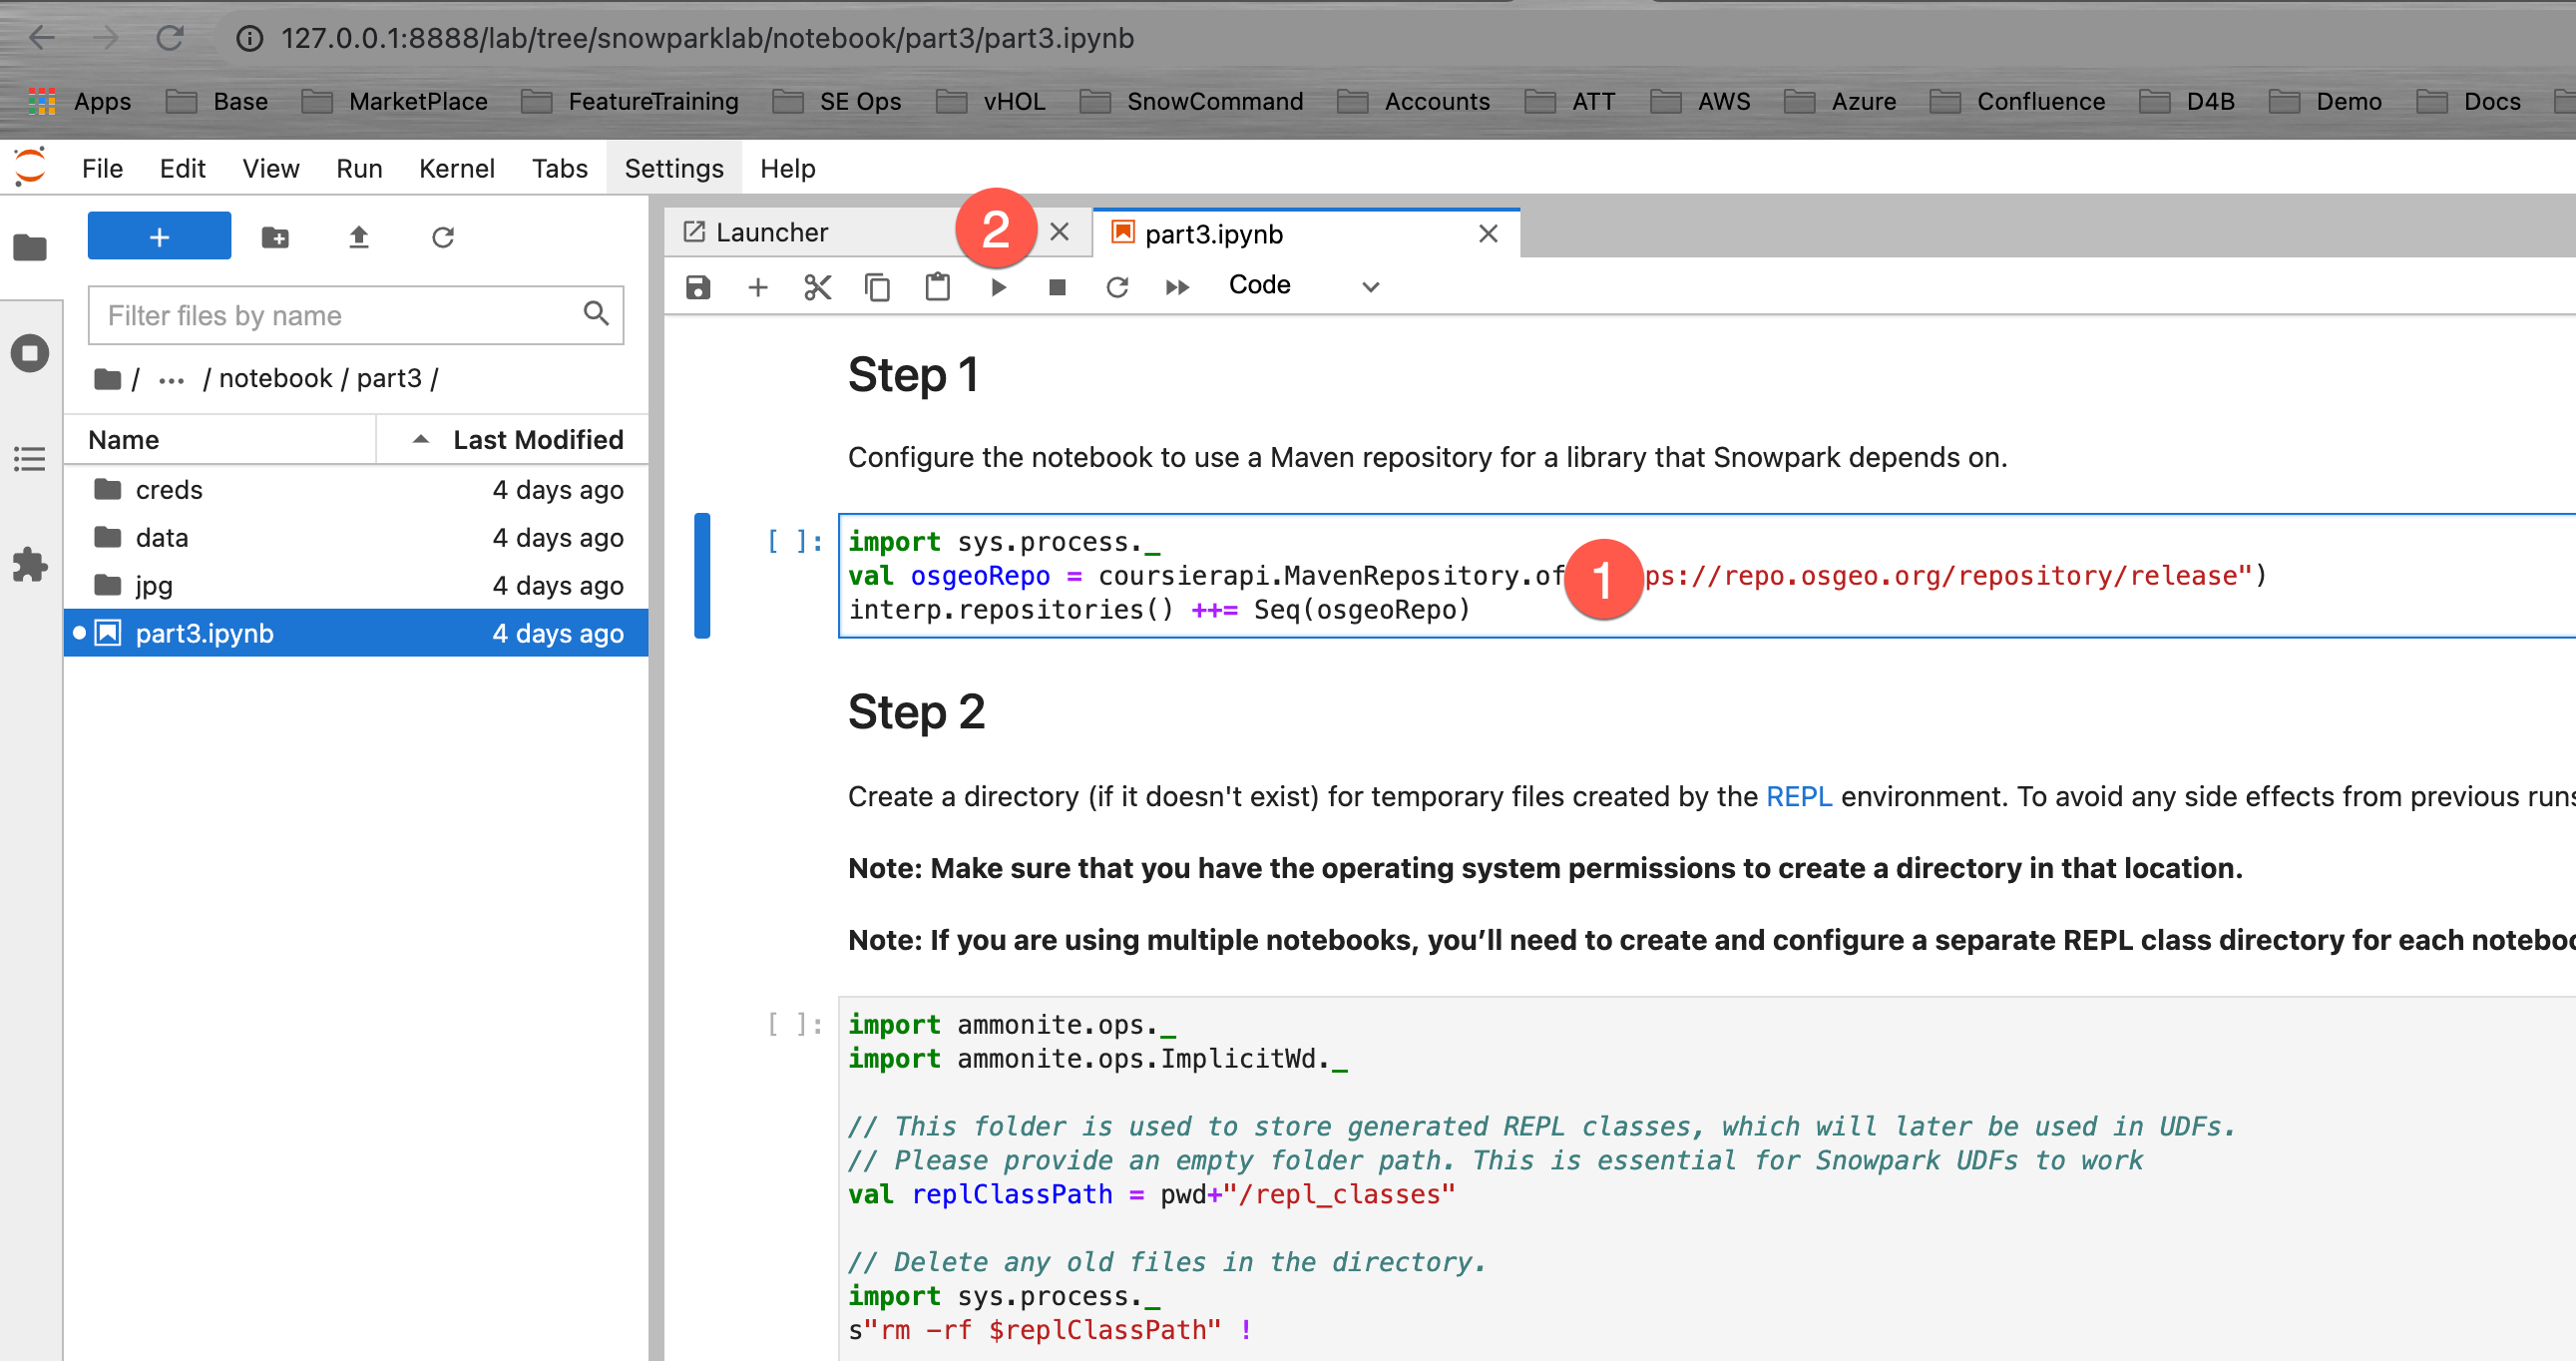 127.0.0.1:8888/lab/tree/snowparklab/notebook/part3/part3.ipynb
Apps Base MarketPlace FeatureTraining SE Ops vHOL SnowCommand Accounts ATT AWS Azure Confluence D4B Demo Docs
File Edit View Run Kernel Tabs Settings Help
Launcher 2 part3.ipynb
Code
Filter files by name
/ ... / notebook / part3 /
Name Last Modified
creds 4 days ago
data 4 days ago
jpg 4 days ago
part3.ipynb 4 days ago
Step 1
Configure the notebook to use a Maven repository for a library that Snowpark depends on.
[ ]: import sys.process._
val osgeoRepo = coursierapi.MavenRepository.of 1 ps://repo.osgeo.org/repository/release")
interp.repositories() ++= Seq(osgeoRepo)
Step 2
Create a directory (if it doesn't exist) for temporary files created by the REPL environment. To avoid any side effects from previous runs
Note: Make sure that you have the operating system permissions to create a directory in that location.
Note: If you are using multiple notebooks, you’ll need to create and configure a separate REPL class directory for each noteboo
[ ]: import ammonite.ops._
import ammonite.ops.ImplicitWd._
// This folder is used to store generated REPL classes, which will later be used in UDFs.
// Please provide an empty folder path. This is essential for Snowpark UDFs to work
val replClassPath = pwd+"/repl_classes"
// Delete any old files in the directory.
import sys.process._
s"rm -rf $replClassPath" !